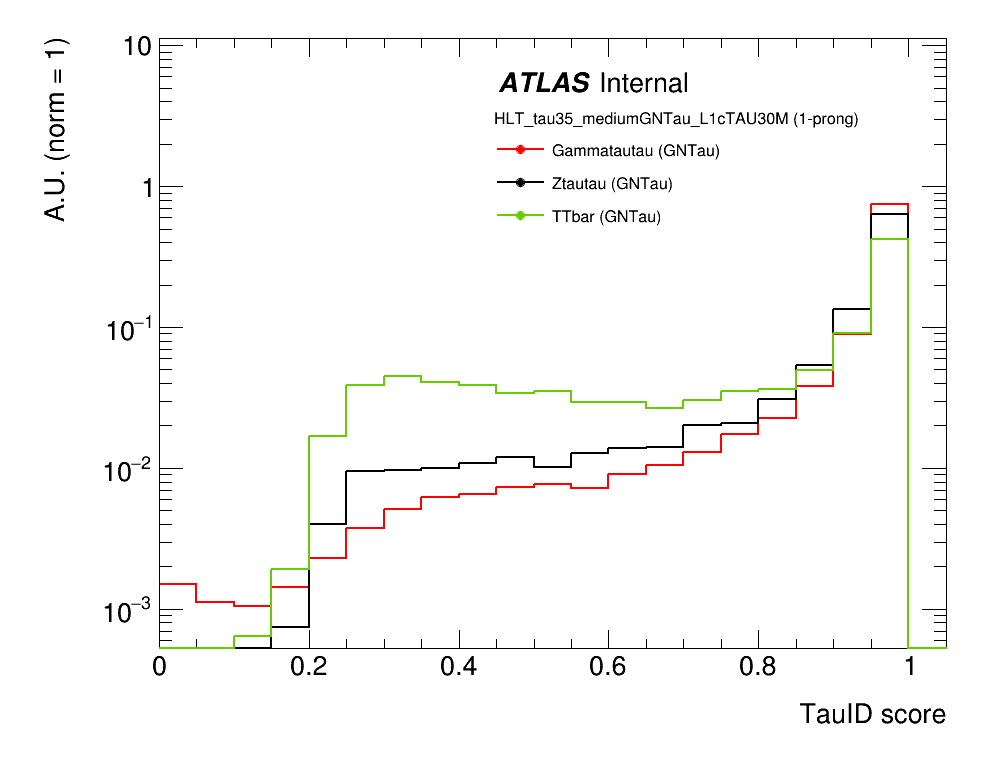 A.U. (norm = 1)
10
1
10⁻¹
10⁻²
10⁻³
ATLAS Internal
HLT_tau35_mediumGNTau_L1cTAU30M (1-prong)
Gammatautau (GNTau)
Ztautau (GNTau)
TTbar (GNTau)
0 0.2 0.4 0.6 0.8 1
TauID score